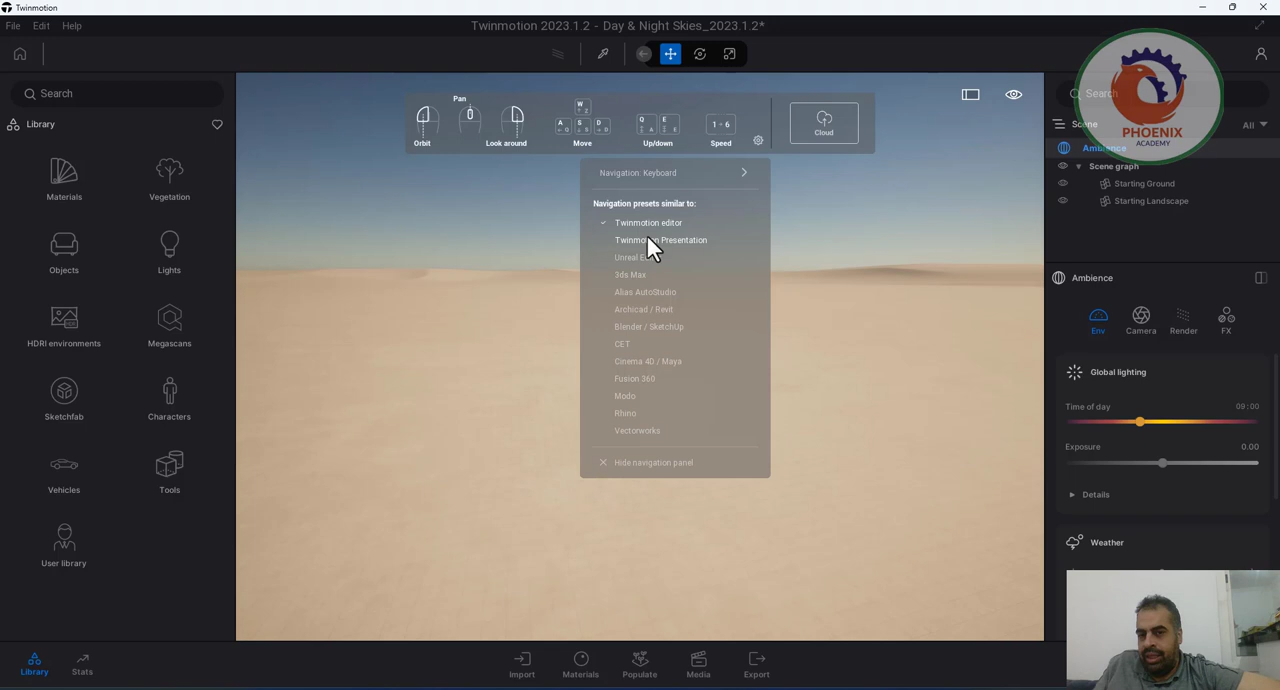 Twinmotion
File Edit Help
Twinmotion 2023.1 2 - Day & Night Skies_2023.1.2*
Search
Library
Materials
Vegetation
Objects
Lights
HDRI environments
Megascans
Sketchfab
Characters
Vehicles
Tools
User library
Pan
Orbit
Look around
W
A S D
Move
Q E
Up/down
1 - 6
Speed
Cloud
Navigation: Keyboard
Navigation presets similar to:
Twinmotion editor
Presentation
Unreal
3ds Max
Alias AutoStudio
Archicad / Revit
Blender / SketchUp
CET
Cinema 4D / Maya
Fusion 360
Modo
Rhino
Vectorworks
Hide navigation panel
Search
PHOENIX
ACADEMY
Scene
All
Scene graph
Starting Ground
Starting Landscape
Ambience
Env
Camera
Render
FX
Global lighting
Time of day 09:00
Exposure 0.00
Details
Weather
Library
Stats
Import
Materials
Populate
Media
Export